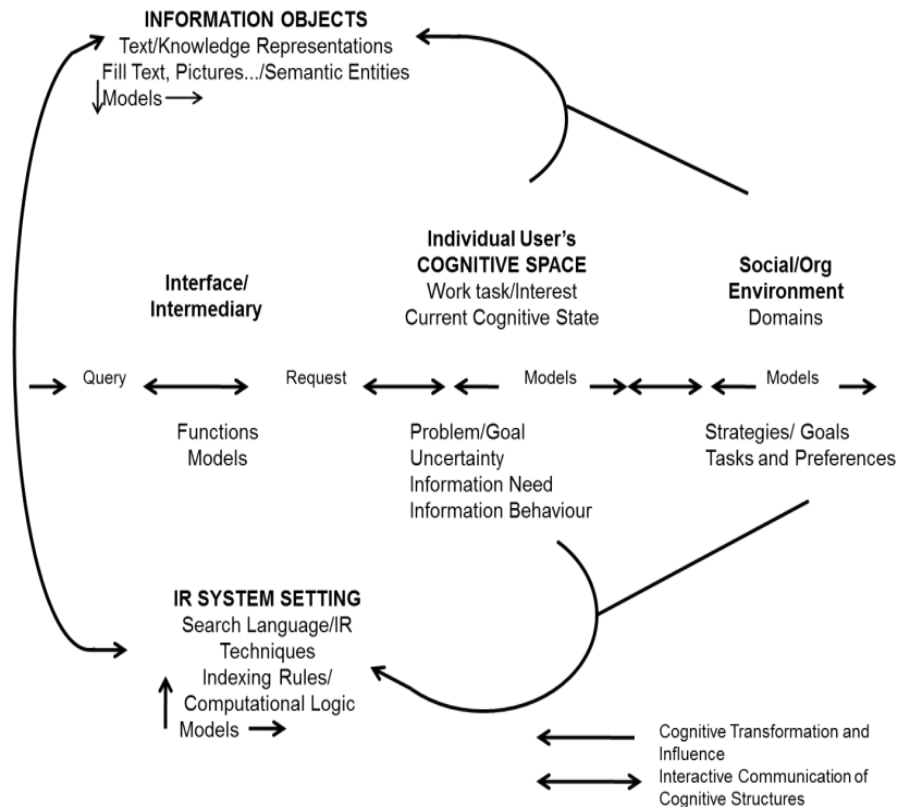 INFORMATION OBJECTS
Text/Knowledge Representations
Fill Text, Pictures.../Semantic Entities
Models
Individual User's
COGNITIVE SPACE
Work task/Interest
Current Cognitive State
Interface/
Intermediary
Social/Org
Environment
Domains
Query
Request
Models
Models
Functions
Models
Problem/Goal
Uncertainty
Information Need
Information Behaviour
Strategies/ Goals
Tasks and Preferences
IR SYSTEM SETTING
Search Language/IR
Techniques
Indexing Rules/
Computational Logic
Models
Cognitive Transformation and
Influence
Interactive Communication of
Cognitive Structures